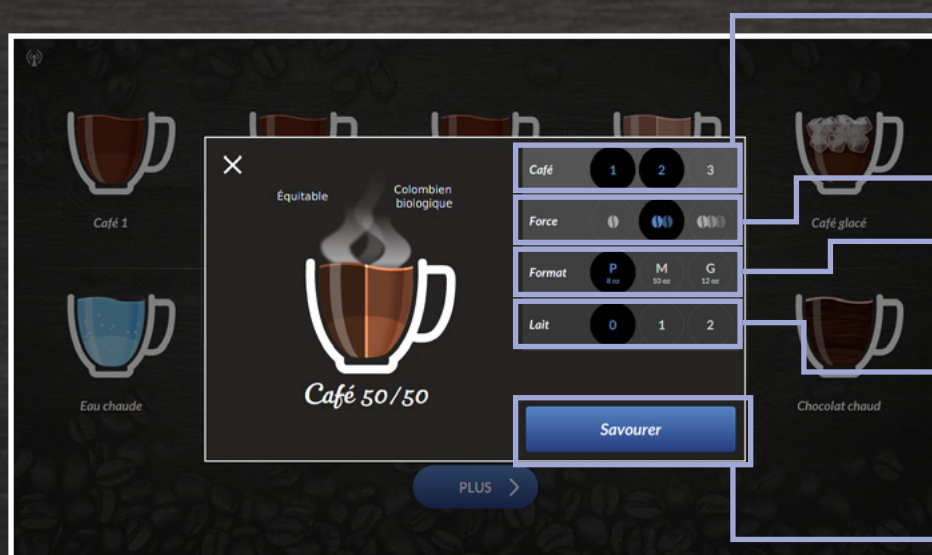 Équitable
Colombien
biologique
Café 50/50
Café 1 2 3
Force
Format P M G
8 oz 10 oz 12 oz
Lait 0 1 2
Savourer
Café 1
Café glacé
Eau chaude
Chocolat chaud
PLUS